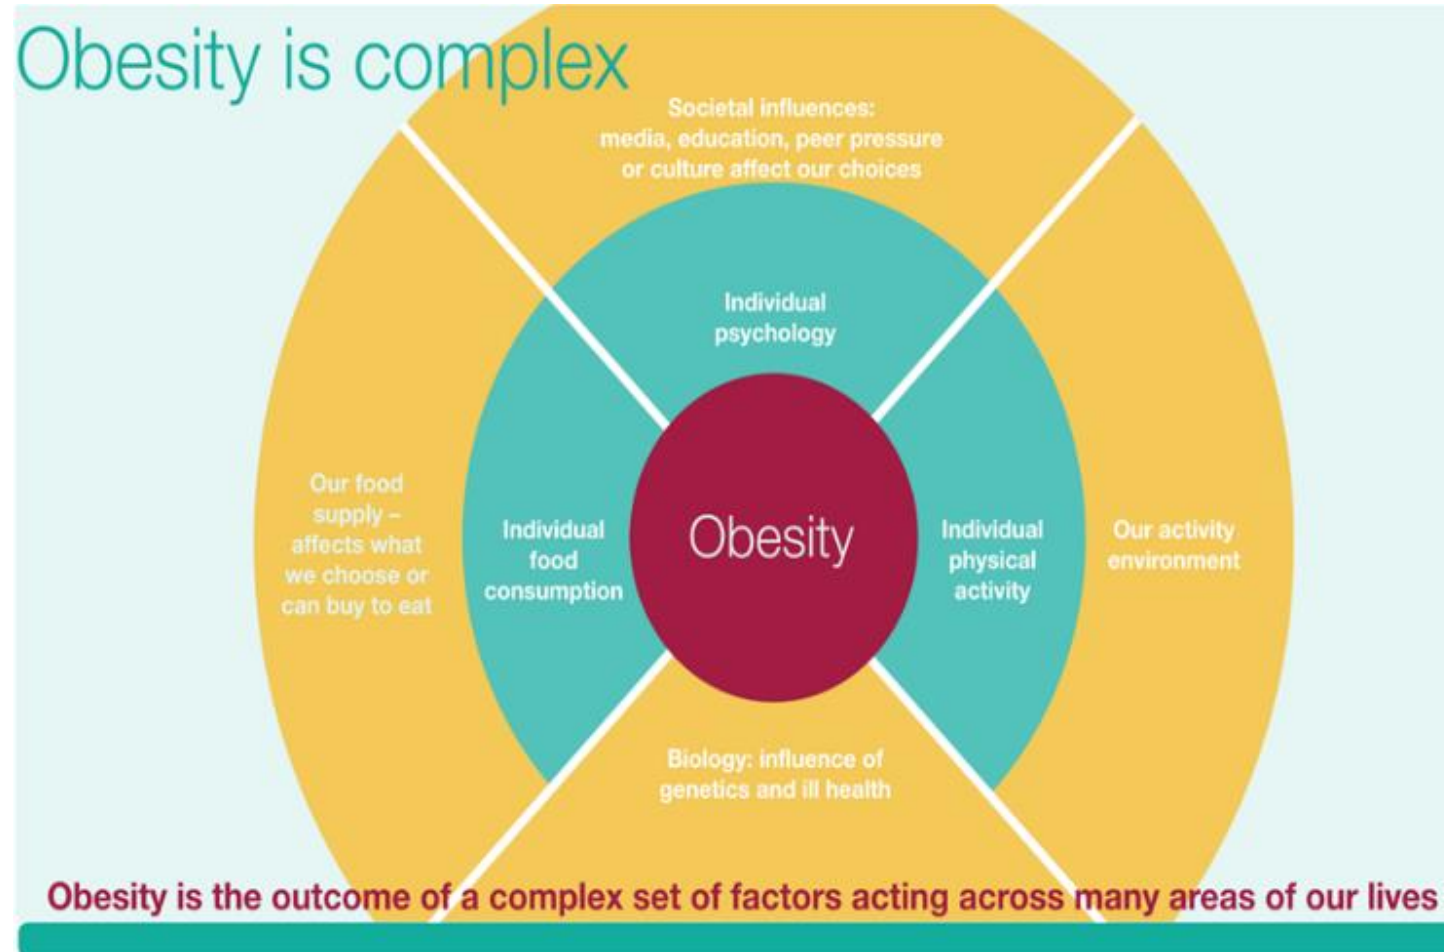 Obesity is complex
Societal influences:
media, education, peer pressure
or culture affect our choices
Individual
psychology
Our food
supply –
affects what
we choose or
can buy to eat
Individual
food
consumption
Obesity
Individual
physical
activity
Our activity
environment
Biology: influence of
genetics and ill health
Obesity is the outcome of a complex set of factors acting across many areas of our lives